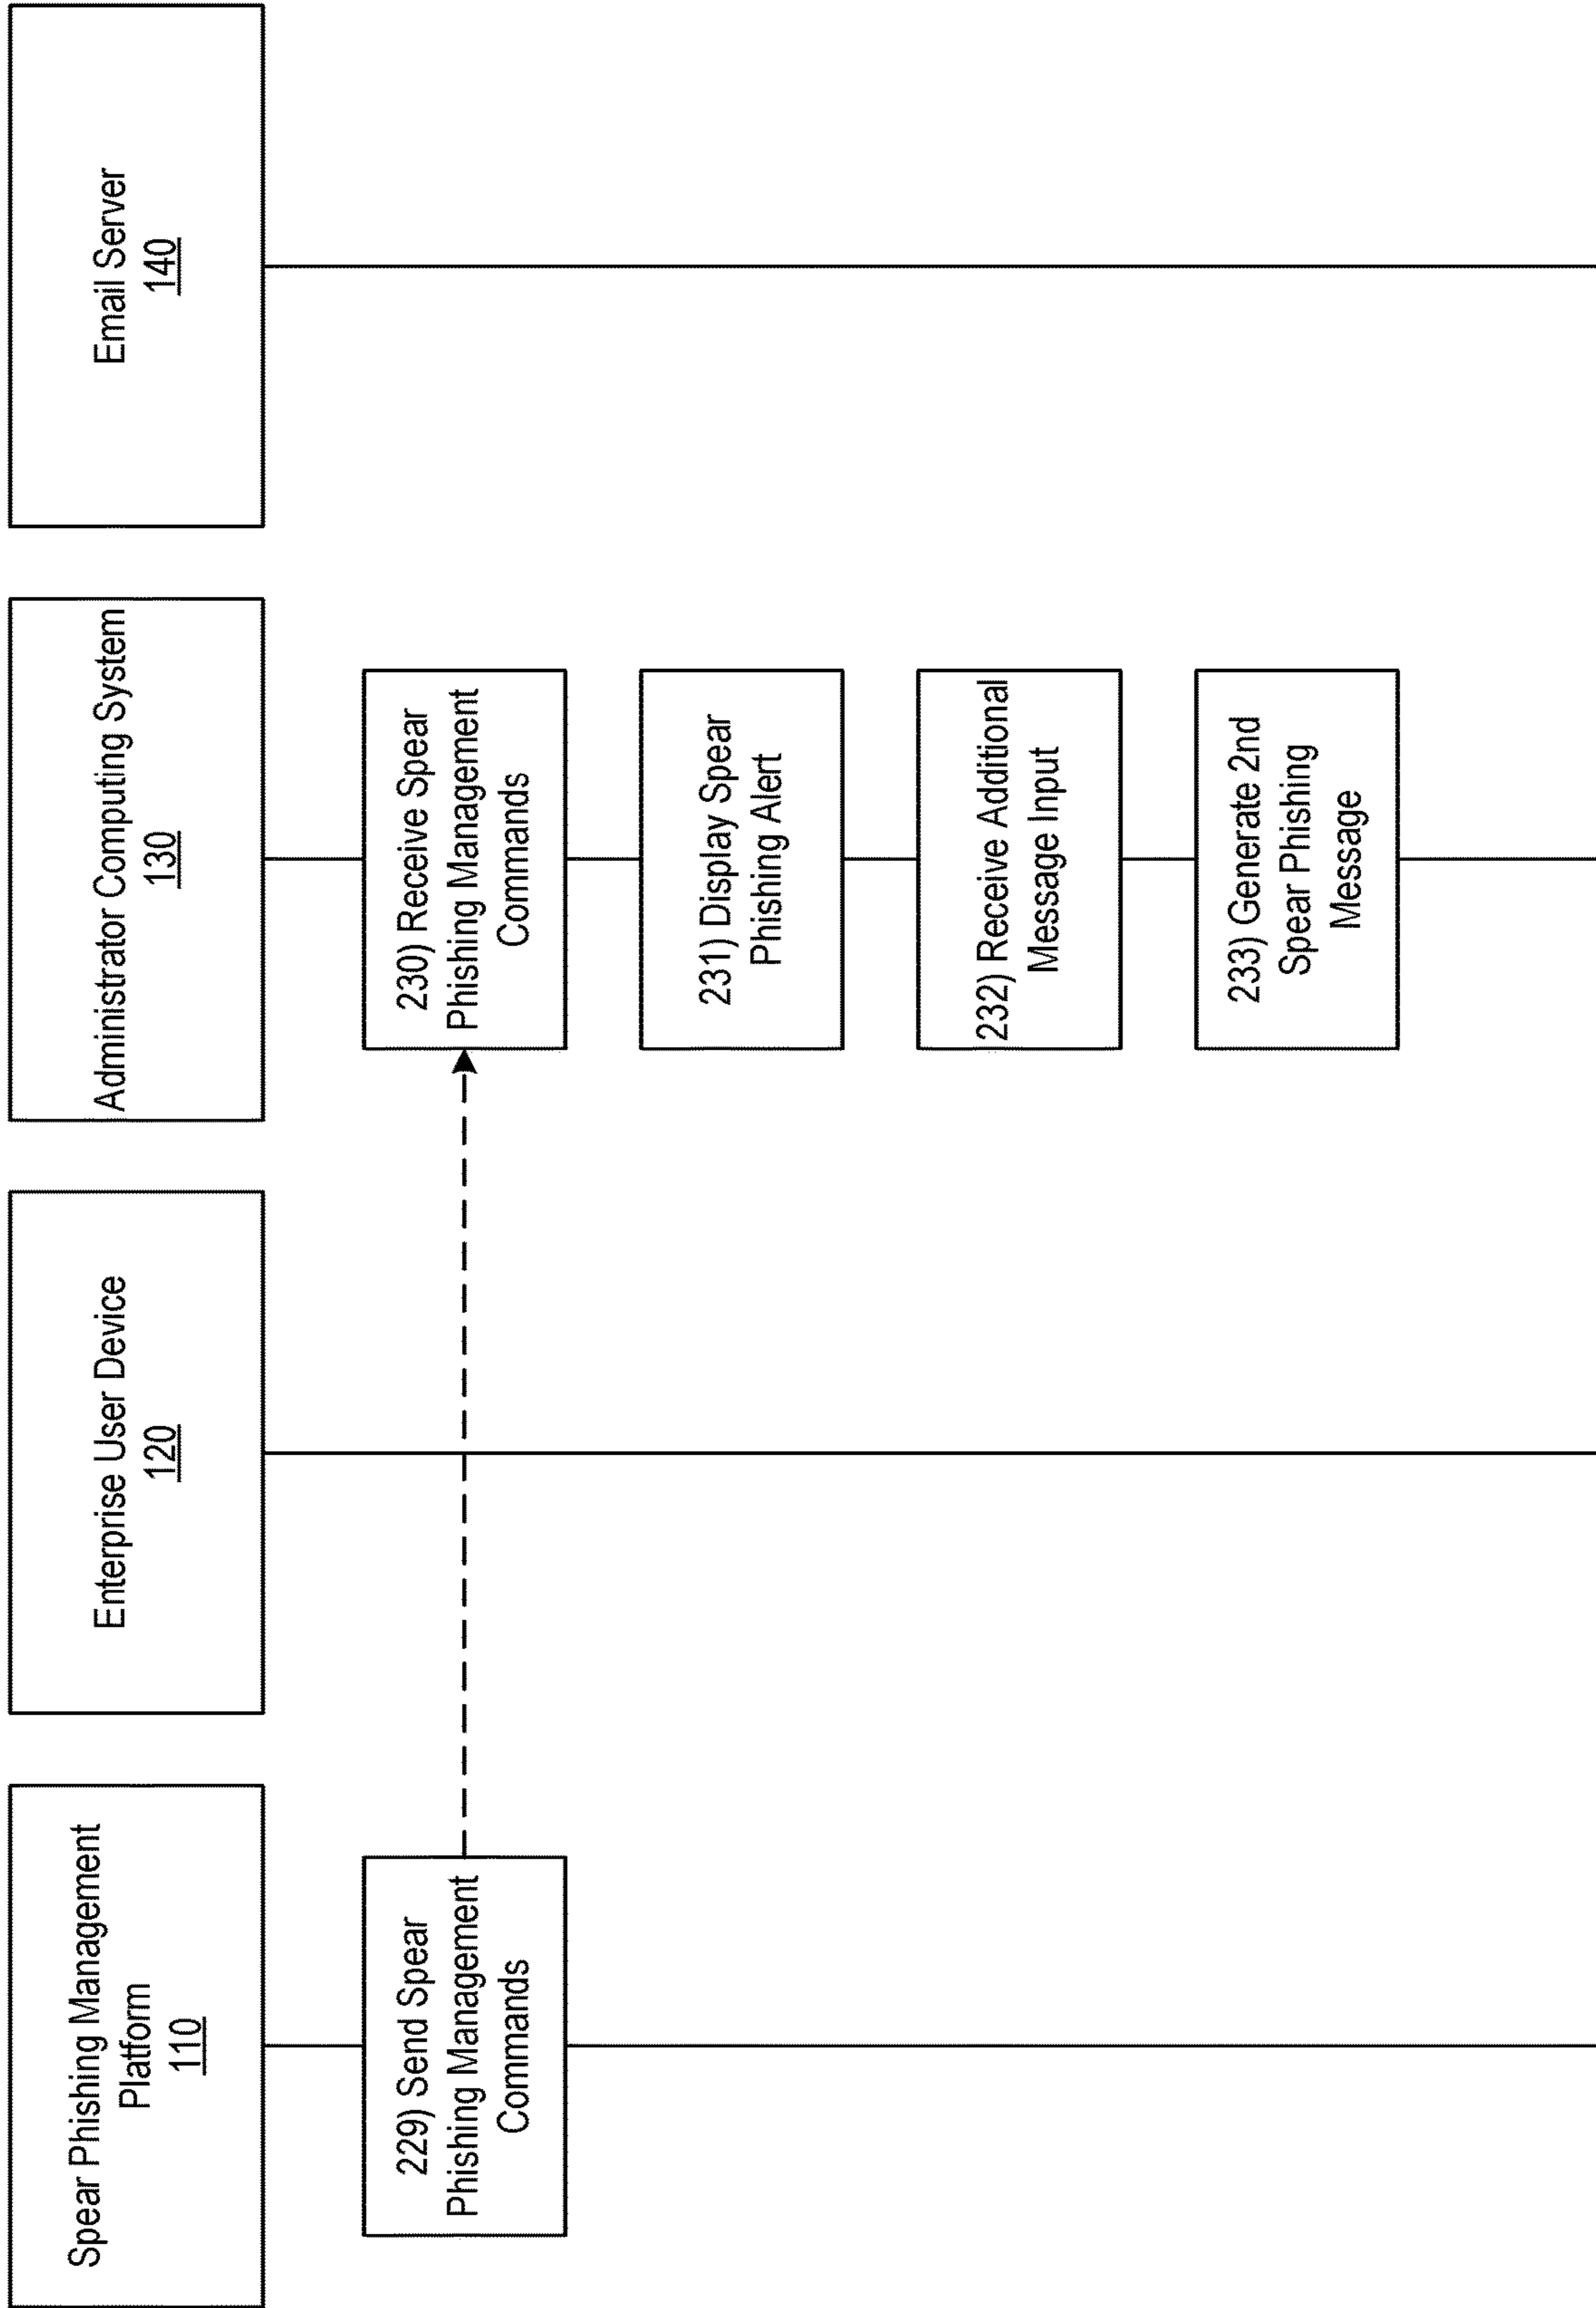 Spear Phishing Management
Platform
110
Enterprise User Device
120
Administrator Computing System
130
Email Server
140
229) Send Spear
Phishing Management
Commands
230) Receive Spear
Phishing Management
Commands
231) Display Spear
Phishing Alert
232) Receive Additional
Message Input
233) Generate 2nd
Spear Phishing
Message